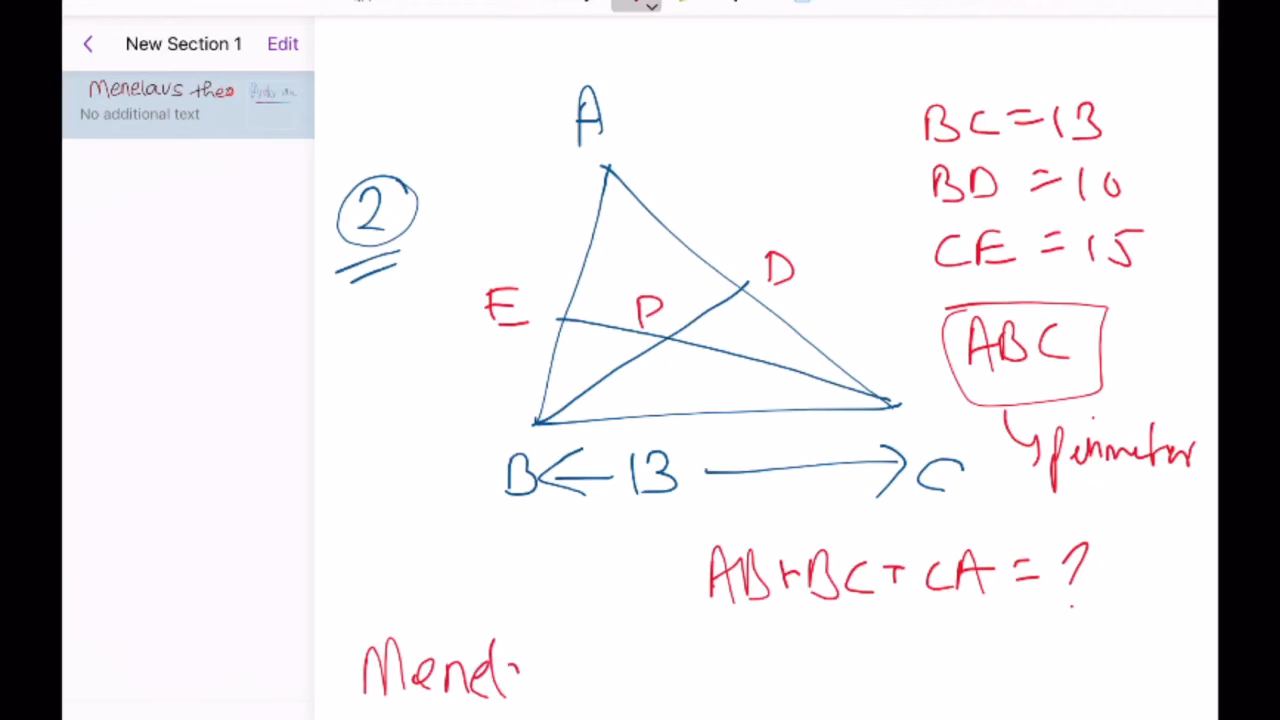 New Section 1 Edit
Menelaus theo
No additional text
A
BC=13
BD =10
2
CE =15
D
E
P
ABC
perimeter
B ← 13 → C
AB+BC+CA = ?
Menel